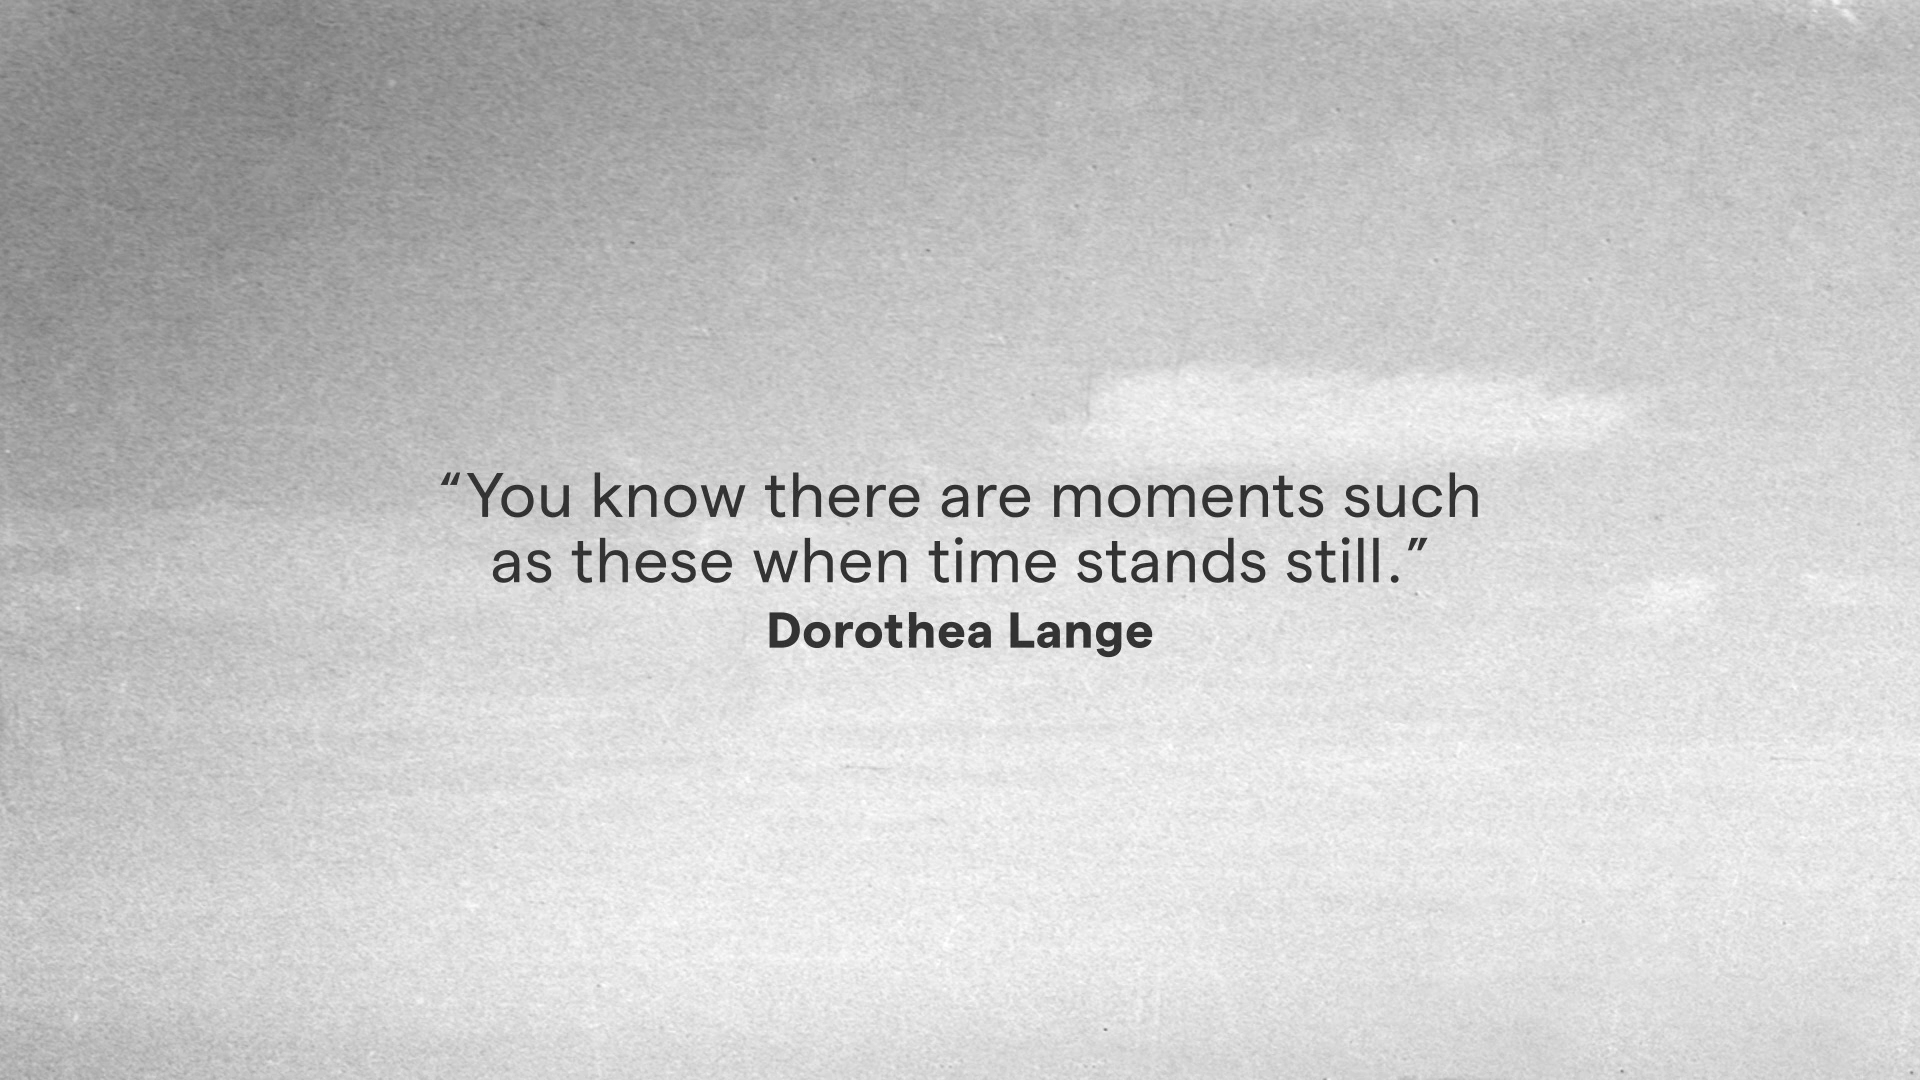 “You know there are moments such
as these when time stands still.”
Dorothea Lange